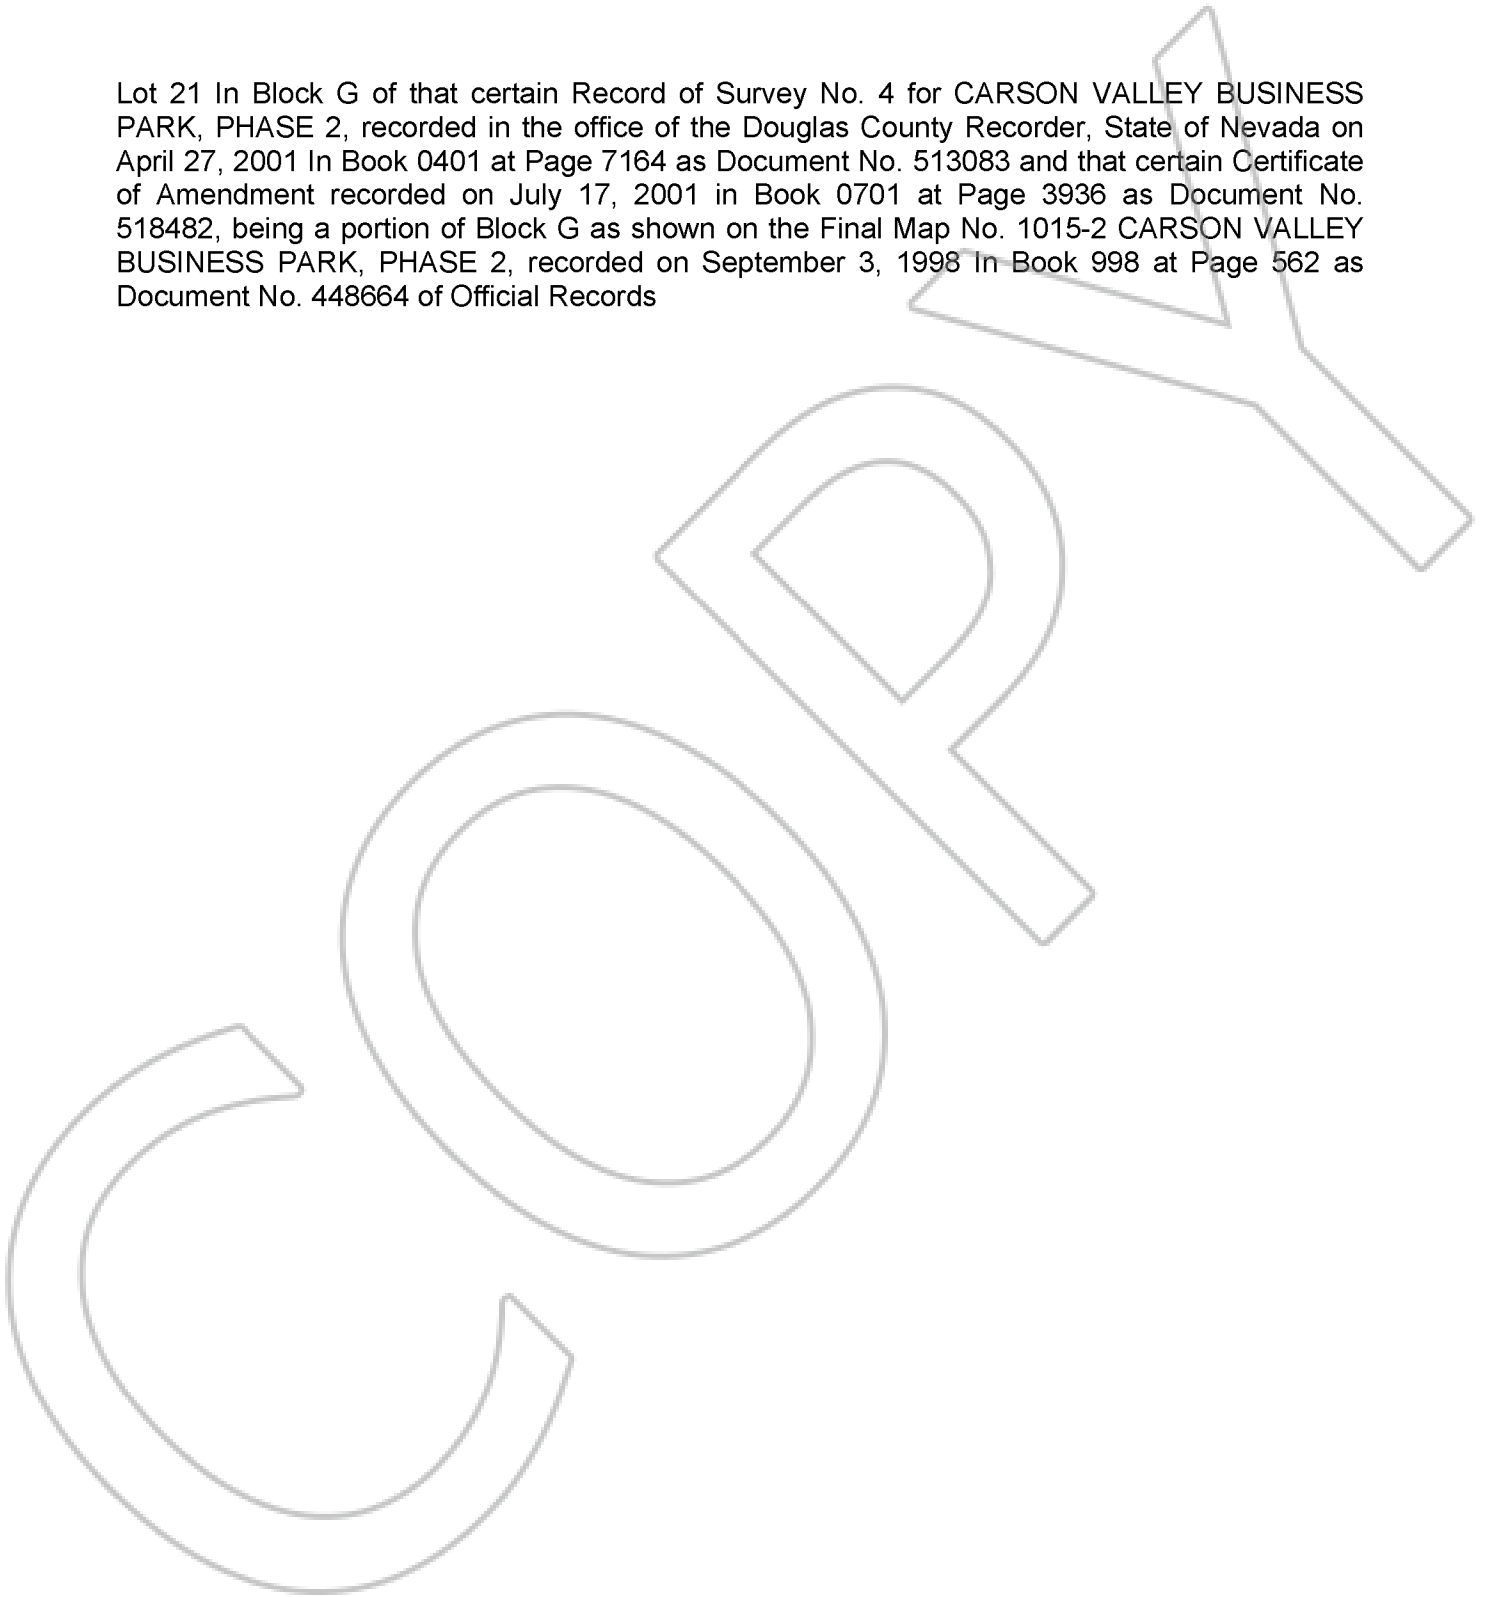 Lot 21 In Block G of that certain Record of Survey No. 4 for CARSON VALLEY BUSINESS
PARK, PHASE 2, recorded in the office of the Douglas County Recorder, State of Nevada on
April 27, 2001 In Book 0401 at Page 7164 as Document No. 513083 and that certain Certificate
of Amendment recorded on July 17, 2001 in Book 0701 at Page 3936 as Document No.
518482, being a portion of Block G as shown on the Final Map No. 1015-2 CARSON VALLEY
BUSINESS PARK, PHASE 2, recorded on September 3, 1998 in Book 998 at Page 562 as
Document No. 448664 of Official Records
COPY